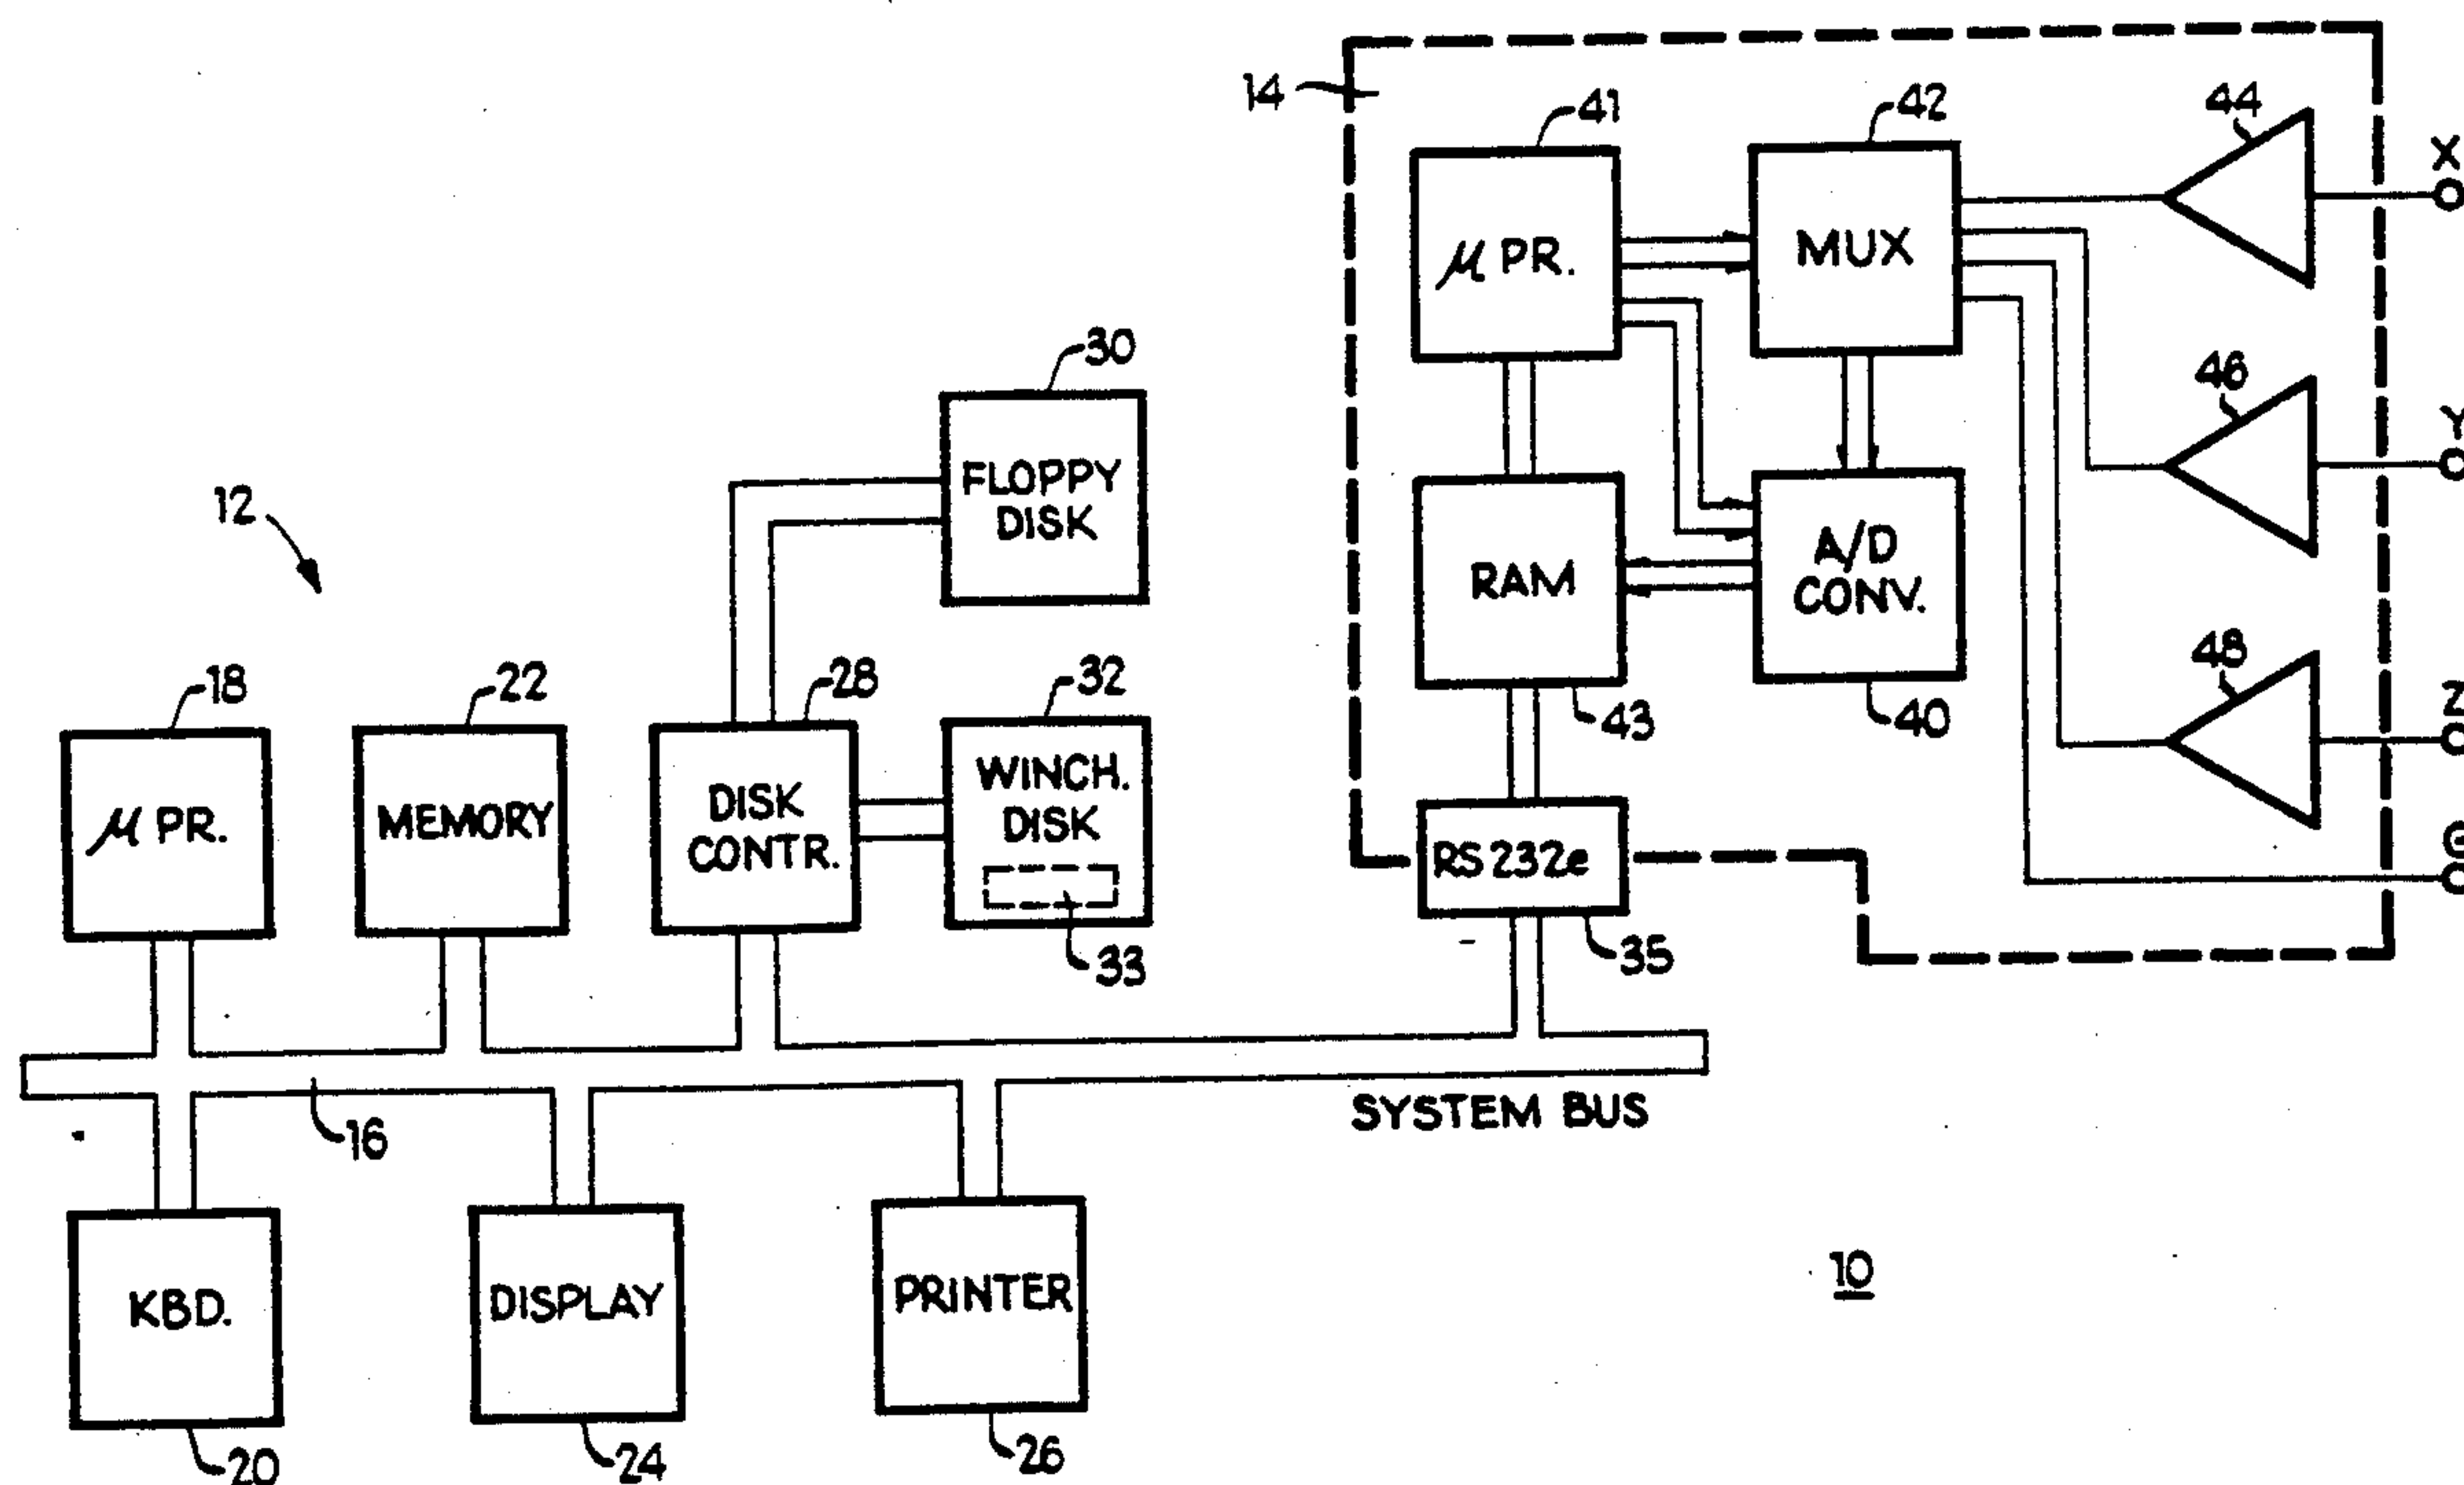 14
41
42
44
X
μ PR.
MUX
30
46
Y
FLOPPY
DISK
12
RAM
A/D
CONV.
18
22
28
32
43
40
48
Z
μ PR.
MEMORY
DISK
CONTR.
WINCH.
DISK
33
RS232e
35
16
SYSTEM BUS
KBD.
DISPLAY
PRINTER
10
20
24
26